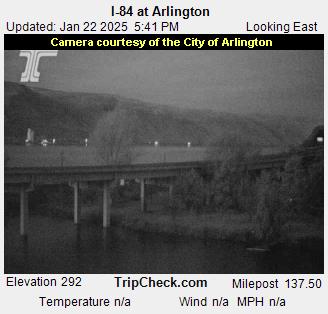 I-84 at Arlington
Updated: Jan 22 2025 5:41 PM Looking East
Camera courtesy of the City of Arlington
Elevation 292 TripCheck.com Milepost 137.50
Temperature n/a Wind n/a MPH n/a